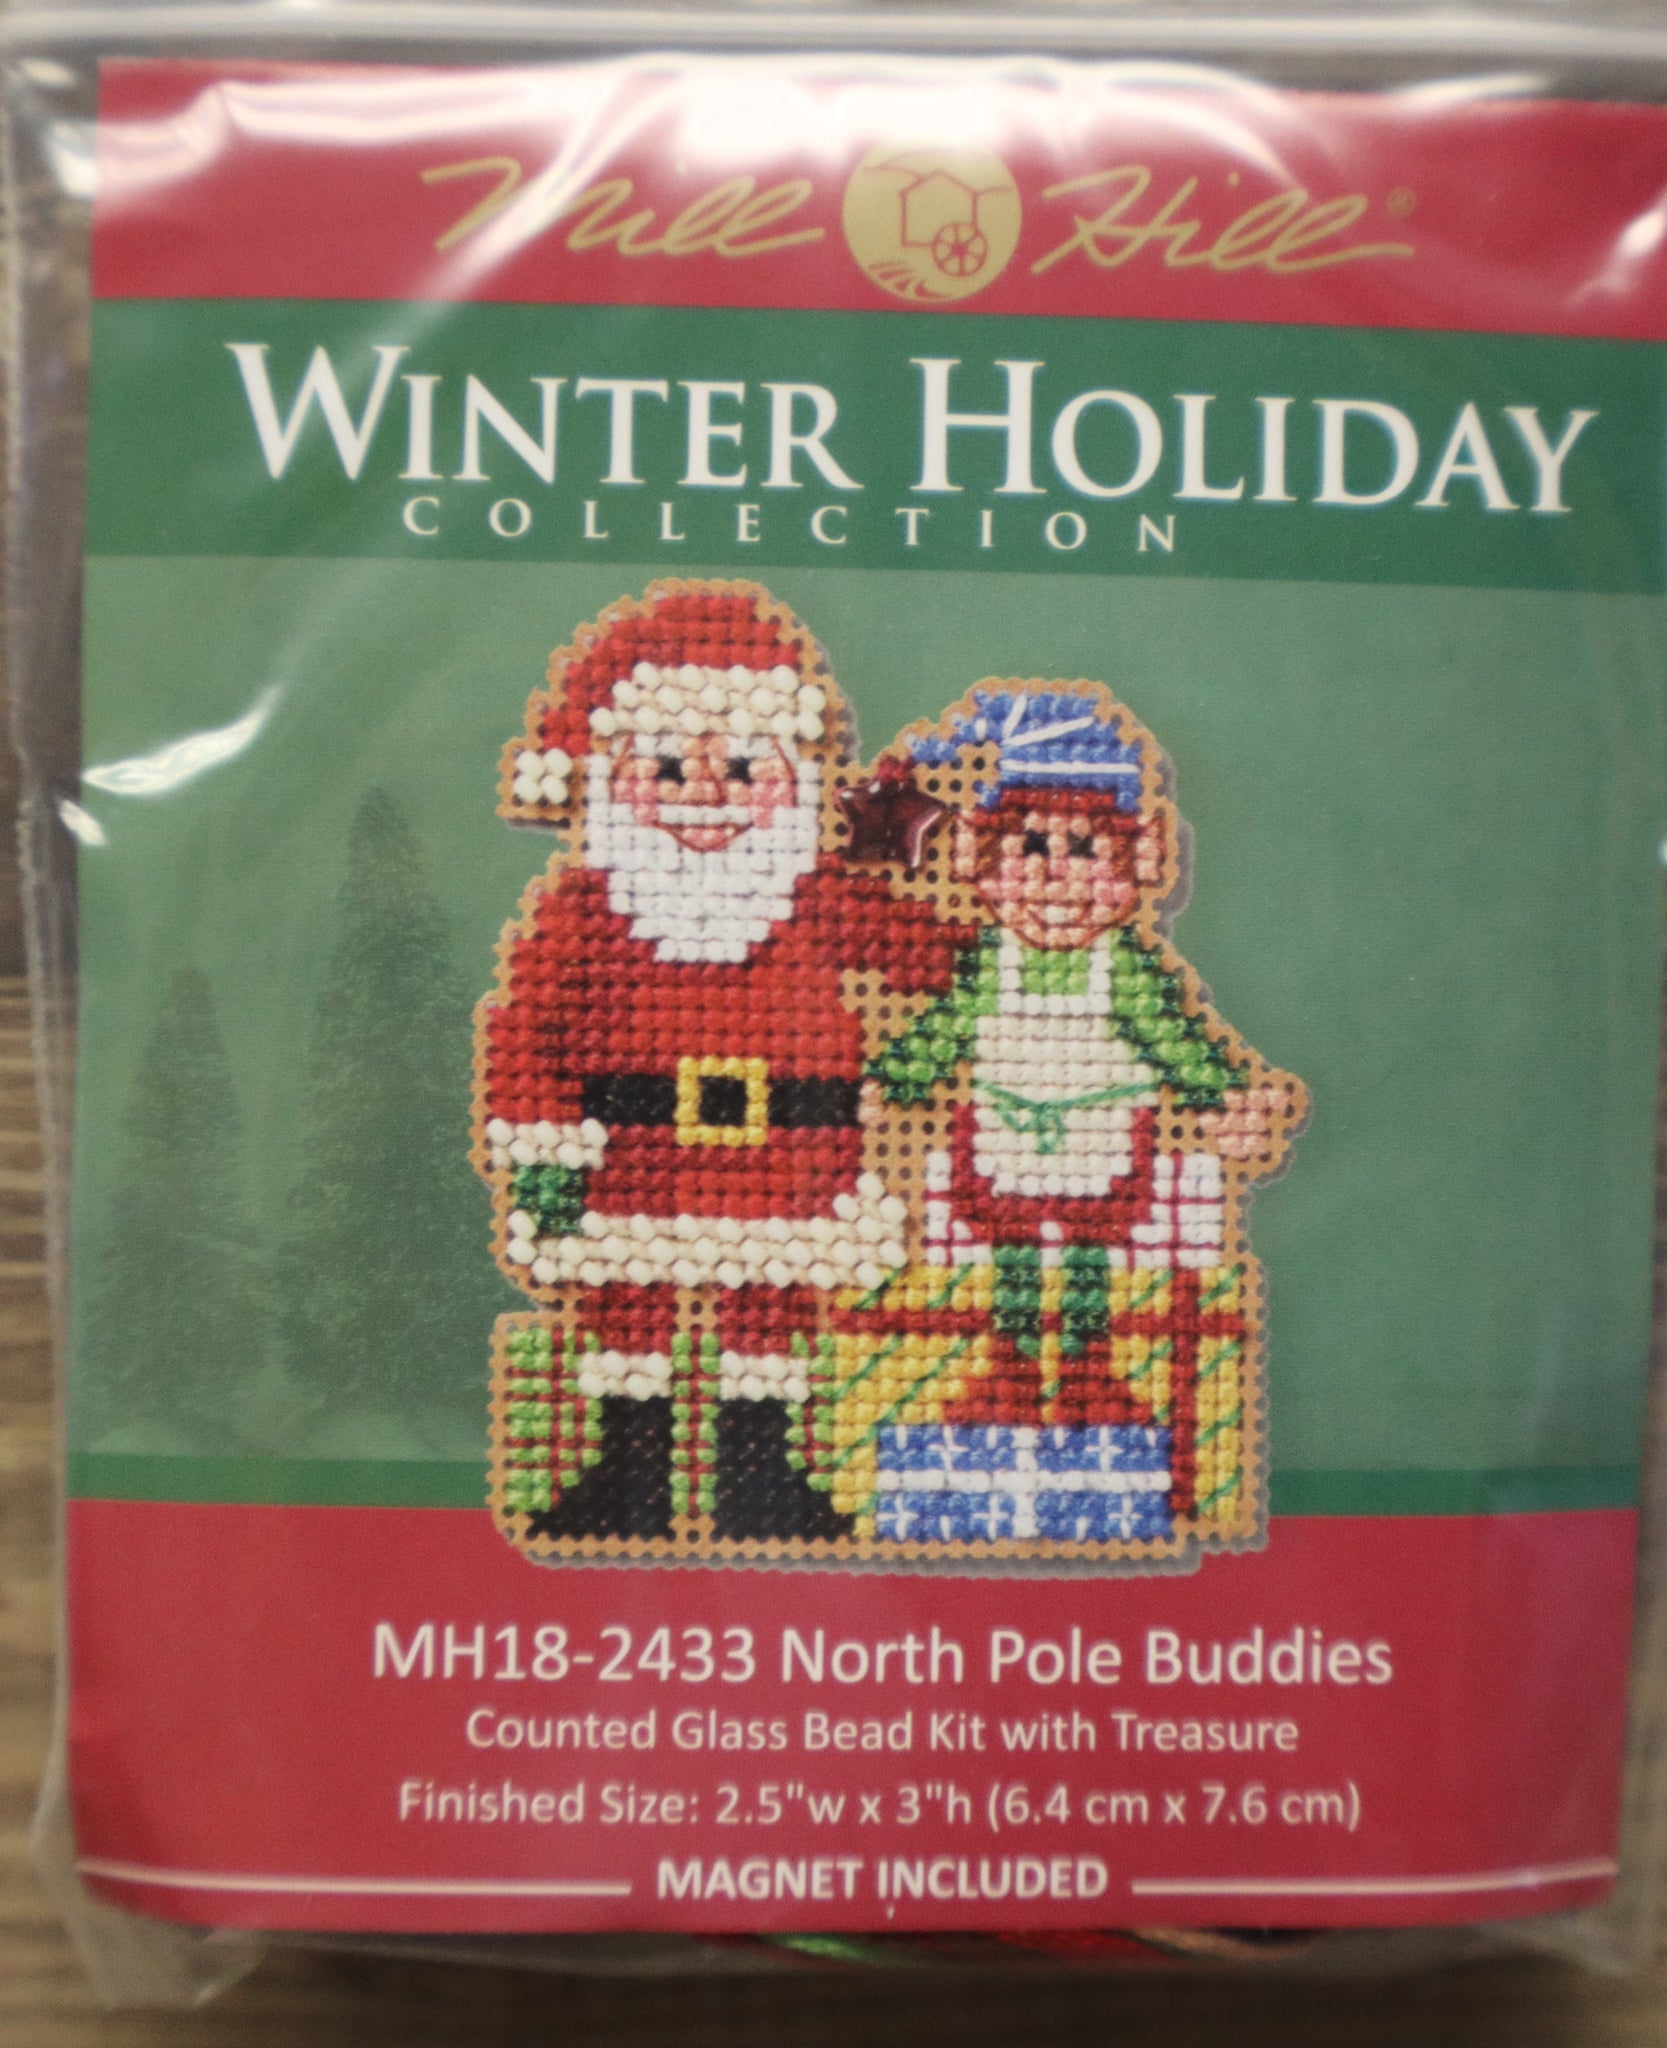 Mill Hill®
WINTER HOLIDAY
COLLECTION
MH18-2433 North Pole Buddies
Counted Glass Bead Kit with Treasure
Finished Size: 2.5"w x 3"h (6.4 cm x 7.6 cm)
MAGNET INCLUDED